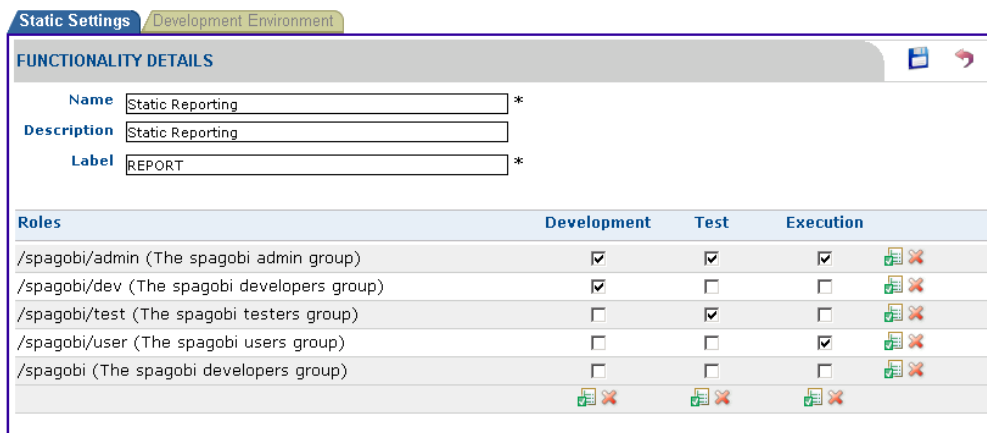 Static Settings Development Environment
FUNCTIONALITY DETAILS
Name Static Reporting *
Description Static Reporting
Label REPORT *
Roles Development Test Execution
/spagobi/admin (The spagobi admin group)
/spagobi/dev (The spagobi developers group)
/spagobi/test (The spagobi testers group)
/spagobi/user (The spagobi users group)
/spagobi (The spagobi developers group)